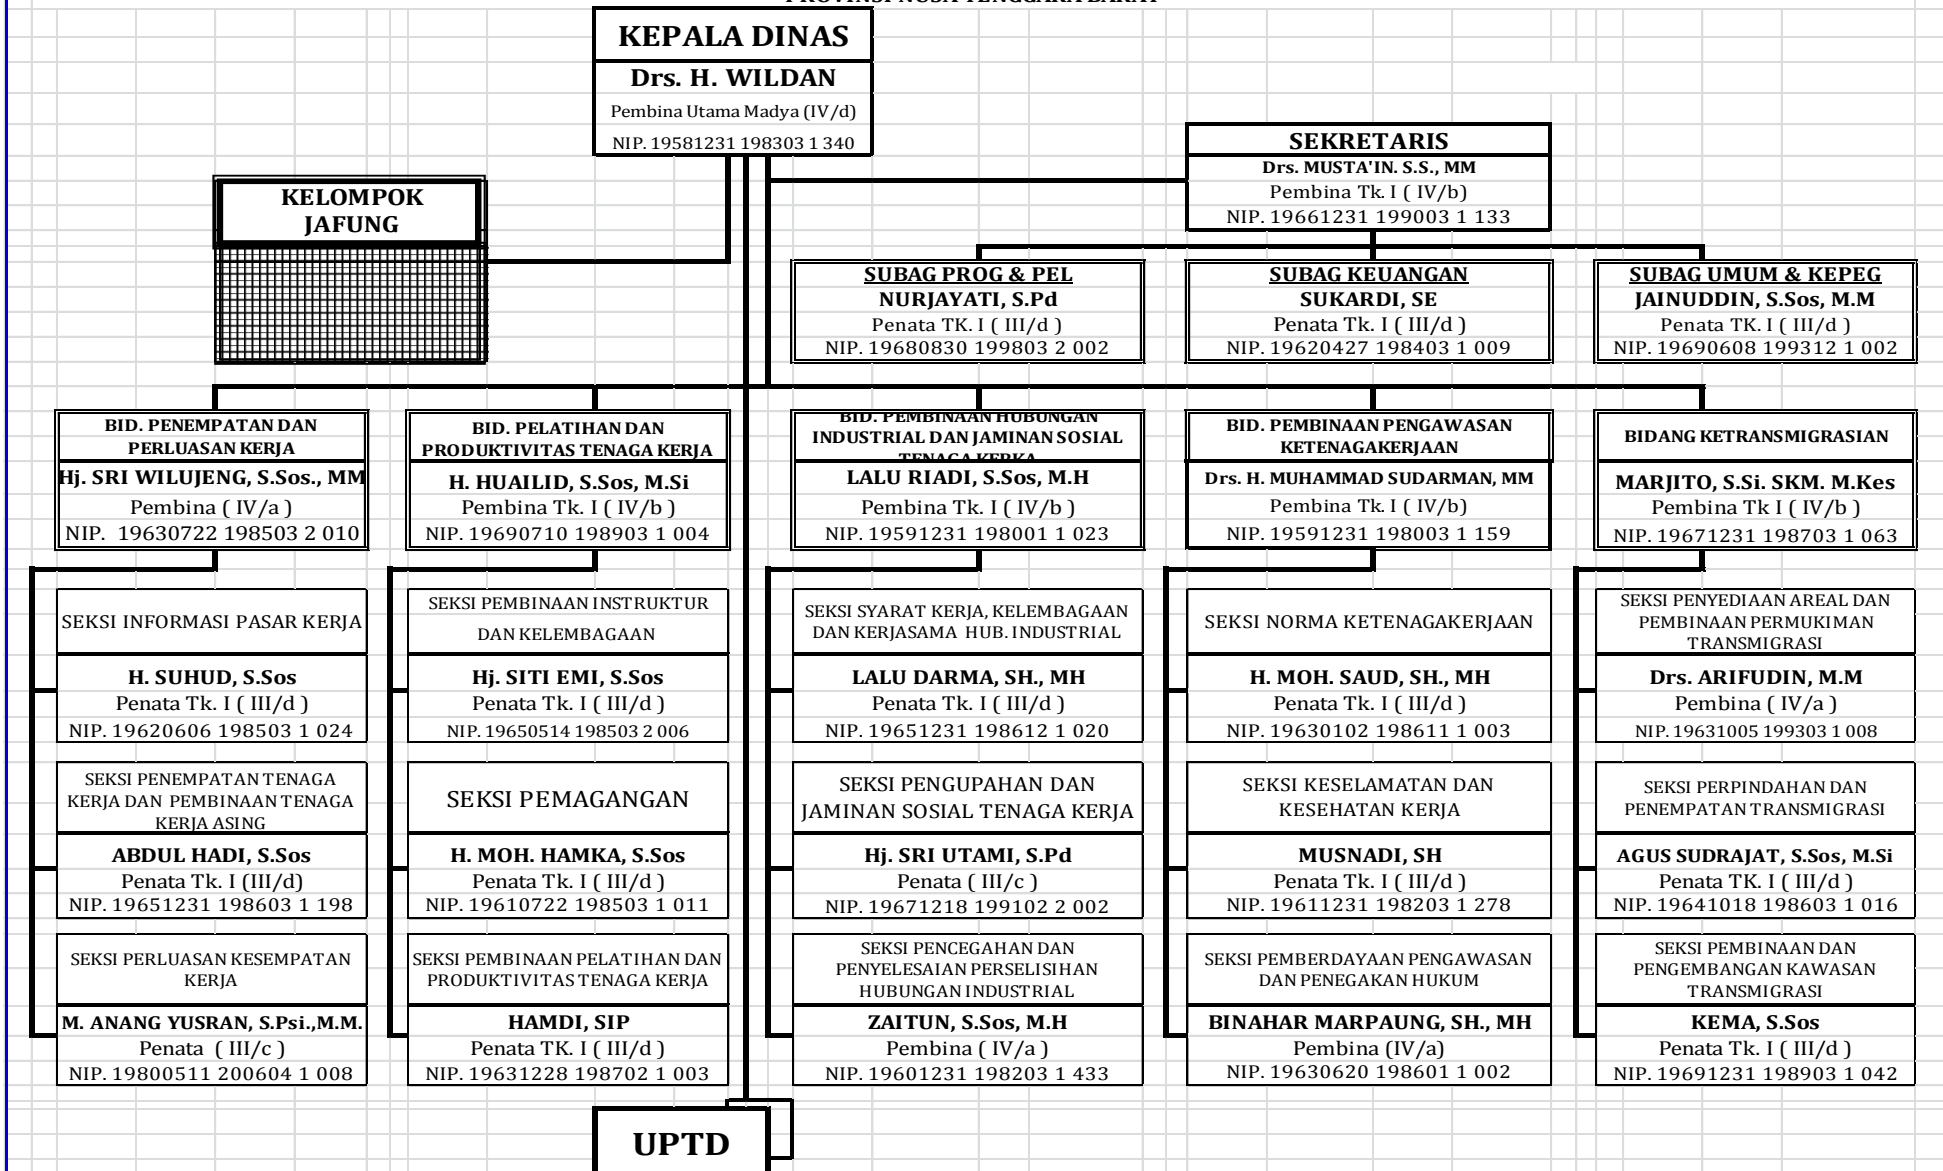 PROVINSI NUSA TENGGARA BARAT
KEPALA DINAS
Drs. H. WILDAN
Pembina Utama Madya (IV/d)
NIP. 19581231 198303 1 340
SEKRETARIS
Drs. MUSTA'IN. S.S., MM
Pembina Tk. I ( IV/b)
NIP. 19661231 199003 1 133
KELOMPOK
JAFUNG
SUBAG PROG & PEL
NURJAYATI, S.Pd
Penata TK. I ( III/d )
NIP. 19680830 199803 2 002
SUBAG KEUANGAN
SUKARDI, SE
Penata Tk. I ( III/d )
NIP. 19620427 198403 1 009
SUBAG UMUM & KEPEG
JAINUDDIN, S.Sos, M.M
Penata TK. I ( III/d )
NIP. 19690608 199312 1 002
BID. PENEMPATAN DAN
PERLUASAN KERJA
Hj. SRI WILUJENG, S.Sos., MM
Pembina ( IV/a )
NIP. 19630722 198503 2 010
BID. PELATIHAN DAN
PRODUKTIVITAS TENAGA KERJA
H. HUAILID, S.Sos, M.Si
Pembina Tk. I ( IV/b )
NIP. 19690710 198903 1 004
BID. PEMBINAAN HUBUNGAN
INDUSTRIAL DAN JAMINAN SOSIAL
TENAGA KERKA
LALU RIADI, S.Sos, M.H
Pembina Tk. I ( IV/b )
NIP. 19591231 198001 1 023
BID. PEMBINAAN PENGAWASAN
KETENAGAKERJAAN
Drs. H. MUHAMMAD SUDARMAN, MM
Pembina Tk. I ( IV/b)
NIP. 19591231 198003 1 159
BIDANG KETRANSMIGRASIAN
MARJITO, S.Si. SKM. M.Kes
Pembina Tk I ( IV/b )
NIP. 19671231 198703 1 063
SEKSI INFORMASI PASAR KERJA
H. SUHUD, S.Sos
Penata Tk. I ( III/d )
NIP. 19620606 198503 1 024
SEKSI PEMBINAAN INSTRUKTUR
DAN KELEMBAGAAN
Hj. SITI EMI, S.Sos
Penata Tk. I ( III/d )
NIP. 19650514 198503 2 006
SEKSI SYARAT KERJA, KELEMBAGAAN
DAN KERJASAMA HUB. INDUSTRIAL
LALU DARMA, SH., MH
Penata Tk. I ( III/d )
NIP. 19651231 198612 1 020
SEKSI NORMA KETENAGAKERJAAN
H. MOH. SAUD, SH., MH
Penata Tk. I ( III/d )
NIP. 19630102 198611 1 003
SEKSI PENYEDIAAN AREAL DAN
PEMBINAAN PERMUKIMAN
TRANSMIGRASI
Drs. ARIFUDIN, M.M
Pembina ( IV/a )
NIP. 19631005 199303 1 008
SEKSI PENEMPATAN TENAGA
KERJA DAN PEMBINAAN TENAGA
KERJA ASING
ABDUL HADI, S.Sos
Penata Tk. I (III/d)
NIP. 19651231 198603 1 198
SEKSI PEMAGANGAN
H. MOH. HAMKA, S.Sos
Penata Tk. I ( III/d )
NIP. 19610722 198503 1 011
SEKSI PENGUPAHAN DAN
JAMINAN SOSIAL TENAGA KERJA
Hj. SRI UTAMI, S.Pd
Penata ( III/c )
NIP. 19671218 199102 2 002
SEKSI KESELAMATAN DAN
KESEHATAN KERJA
MUSNADI, SH
Penata Tk. I ( III/d )
NIP. 19611231 198203 1 278
SEKSI PERPINDAHAN DAN
PENEMPATAN TRANSMIGRASI
AGUS SUDRAJAT, S.Sos, M.Si
Penata TK. I ( III/d )
NIP. 19641018 198603 1 016
SEKSI PERLUASAN KESEMPATAN
KERJA
M. ANANG YUSRAN, S.Psi.,M.M.
Penata ( III/c )
NIP. 19800511 200604 1 008
SEKSI PEMBINAAN PELATIHAN DAN
PRODUKTIVITAS TENAGA KERJA
HAMDI, SIP
Penata TK. I ( III/d )
NIP. 19631228 198702 1 003
SEKSI PENCEGAHAN DAN
PENYELESAIAN PERSELISIHAN
HUBUNGAN INDUSTRIAL
ZAITUN, S.Sos, M.H
Pembina ( IV/a )
NIP. 19601231 198203 1 433
SEKSI PEMBERDAYAAN PENGAWASAN
DAN PENEGAKAN HUKUM
BINAHAR MARPAUNG, SH., MH
Pembina (IV/a)
NIP. 19630620 198601 1 002
SEKSI PEMBINAAN DAN
PENGEMBANGAN KAWASAN
TRANSMIGRASI
KEMA, S.Sos
Penata Tk. I ( III/d )
NIP. 19691231 198903 1 042
UPTD